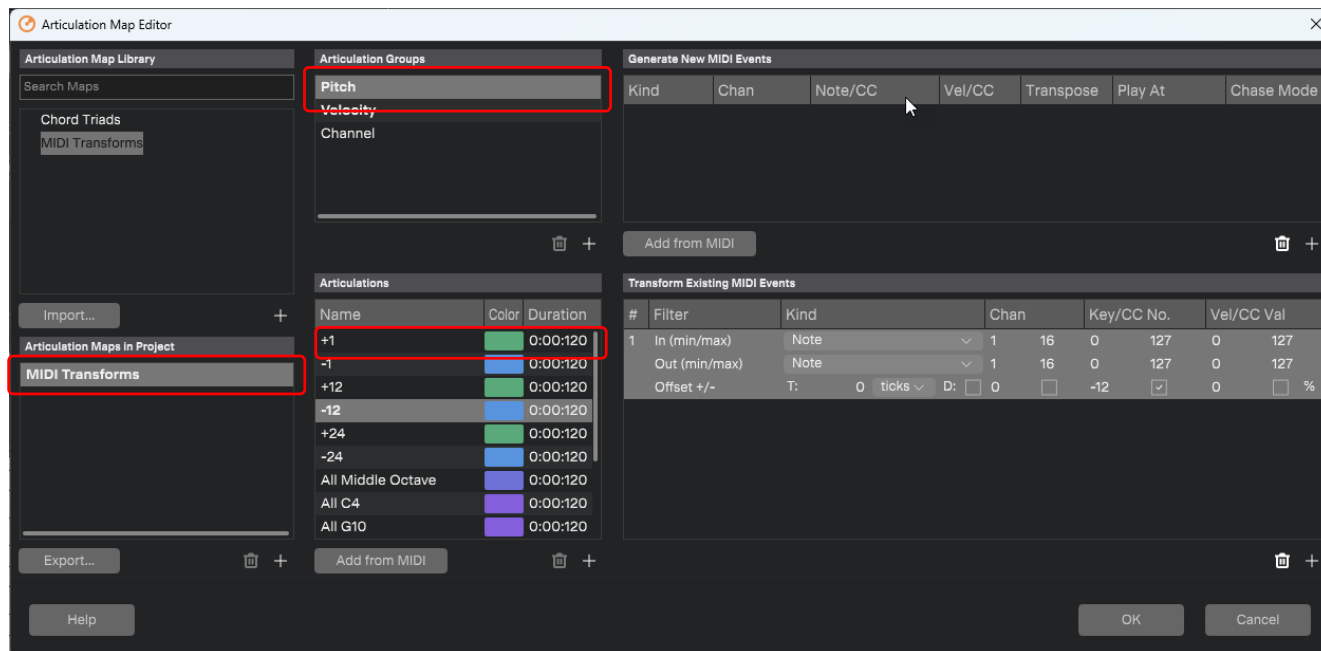 Articulation Map Editor
Articulation Map Library
Search Maps
Chord Triads
MIDI Transforms
Import...
Articulation Maps in Project
MIDI Transforms
Export...
Help
Articulation Groups
Pitch
Velocity
Channel
Articulations
Name Color Duration
+1 0:00:120
-1 0:00:120
+12 0:00:120
-12 0:00:120
+24 0:00:120
-24 0:00:120
All Middle Octave 0:00:120
All C4 0:00:120
All G10 0:00:120
Add from MIDI
Generate New MIDI Events
Kind Chan Note/CC Vel/CC Transpose Play At Chase Mode
Add from MIDI
Transform Existing MIDI Events
# Filter Kind Chan Key/CC No. Vel/CC Val
1 In (min/max) Note 1 16 0 127 0 127
Out (min/max) Note 1 16 0 127 0 127
Offset +/- T: 0 ticks D: 0 -12 0 %
OK Cancel